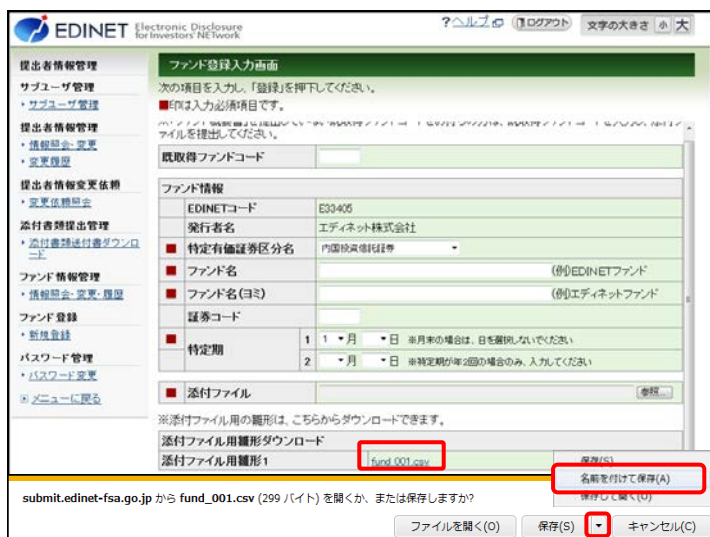 EDINET Electronic Disclosure for Investors' NETwork
?ヘルプ ログアウト 文字の大きさ 小 大
提出者情報管理
サブユーザ管理
・サブユーザ管理
提出者情報管理
・情報照会・変更
・変更履歴
提出者情報変更依頼
・変更依頼照会
添付書類提出管理
・添付書類送付書ダウンロード
ファンド情報管理
・情報照会・変更・履歴
ファンド登録
・新規登録
パスワード管理
・パスワード変更
メニューに戻る
ファンド登録入力画面
次の項目を入力し、「登録」を押下してください。
■印は入力必須項目です。
ァイルを提出してください。
既取得ファンドコード
ファンド情報
EDINETコード E33405
発行者名 エディネット株式会社
■ 特定有価証券区分名 内国投資信託受益証券
■ ファンド名 (例)EDINETファンド
■ ファンド名(ヨミ) (例)エディネットファンド
証券コード
■ 特定期 1 1 月 日 ※月末の場合は、日を選択しないでください
2 月 日 ※特定期が年2回の場合のみ、入力してください
■ 添付ファイル 参照...
※添付ファイル用の雛形は、こちらからダウンロードできます。
添付ファイル用雛形ダウンロード
添付ファイル用雛形1 fund_001.csv
保存(S)
名前を付けて保存(A)
保存して開く(O)
submit.edinet-fsa.go.jp から fund_001.csv (299 バイト) を開くか、または保存しますか?
ファイルを開く(O) 保存(S) キャンセル(C)